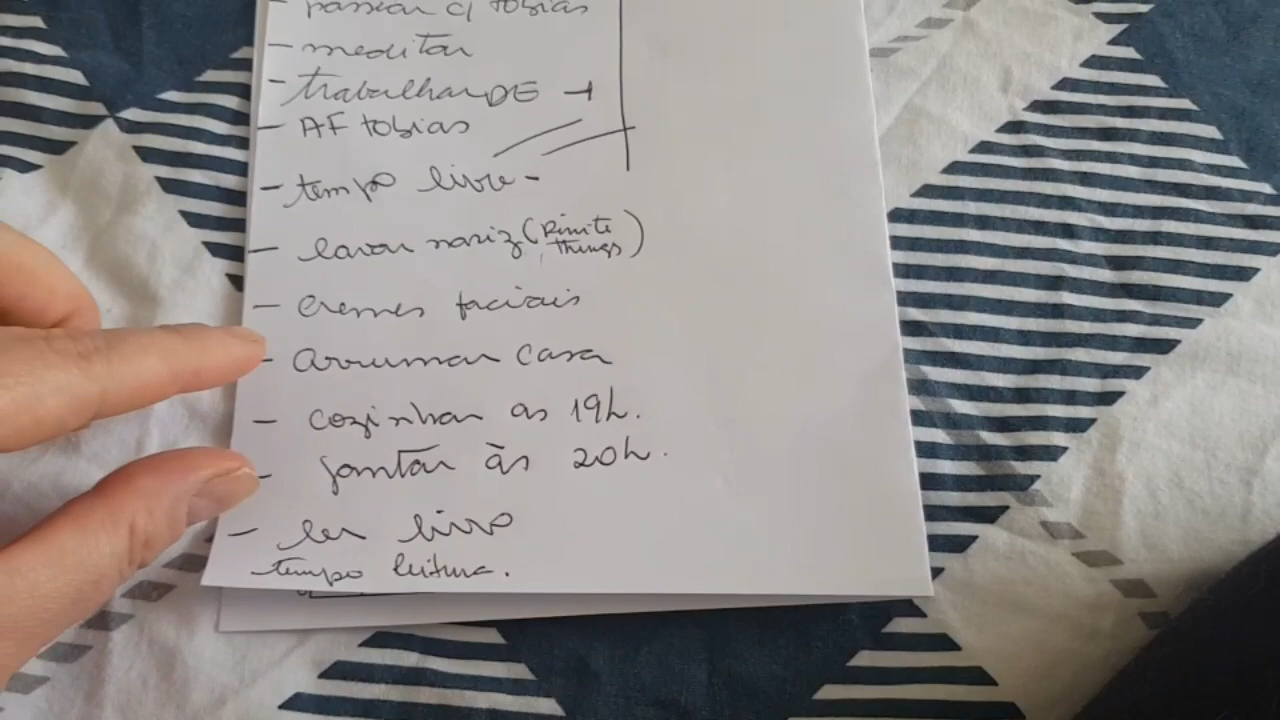 - passear c/ tobias
- meditar
- trabalhar DE
- AF tobias
- tempo livre -
- lavar nariz (Rinite things)
- cremes faciais
- arrumar casa
- cozinhar as 19h.
- jantar às 20h.
- ler livro
tempo leitura.